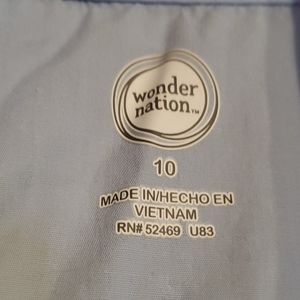 wonder
nation™
10
MADE IN/HECHO EN
VIETNAM
RN# 52469 U83